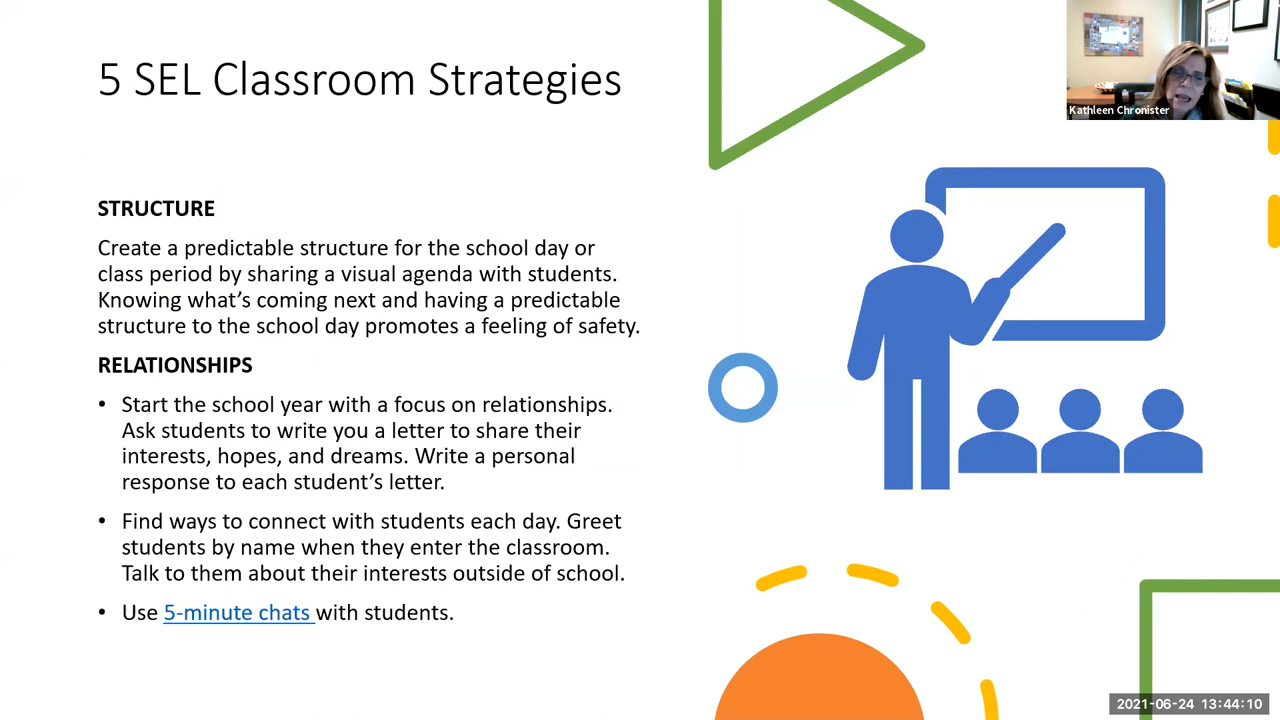 5 SEL Classroom Strategies
Kathleen Chronister
STRUCTURE
Create a predictable structure for the school day or
class period by sharing a visual agenda with students.
Knowing what’s coming next and having a predictable
structure to the school day promotes a feeling of safety.
RELATIONSHIPS
• Start the school year with a focus on relationships.
Ask students to write you a letter to share their
interests, hopes, and dreams. Write a personal
response to each student’s letter.
• Find ways to connect with students each day. Greet
students by name when they enter the classroom.
Talk to them about their interests outside of school.
• Use 5-minute chats with students.
2021-06-24 13:44:10